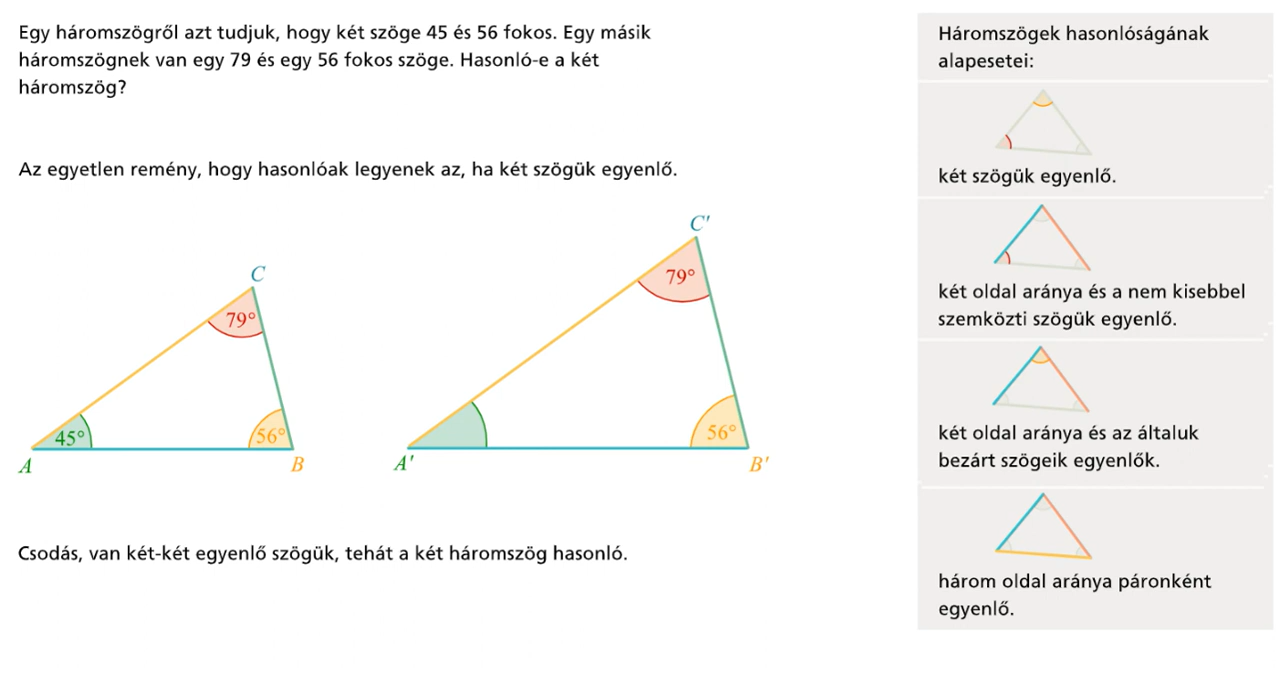 Egy háromszögről azt tudjuk, hogy két szöge 45 és 56 fokos. Egy másik
háromszögnek van egy 79 és egy 56 fokos szöge. Hasonló-e a két
háromszög?
Az egyetlen remény, hogy hasonlóak legyenek az, ha két szögük egyenlő.
C
79°
45°
56°
A
B
C'
79°
56°
A'
B'
Csodás, van két-két egyenlő szögük, tehát a két háromszög hasonló.
Háromszögek hasonlóságának
alapesetei:
két szögük egyenlő.
két oldal aránya és a nem kisebbel
szemközti szögük egyenlő.
két oldal aránya és az általuk
bezárt szögeik egyenlők.
három oldal aránya páronként
egyenlő.